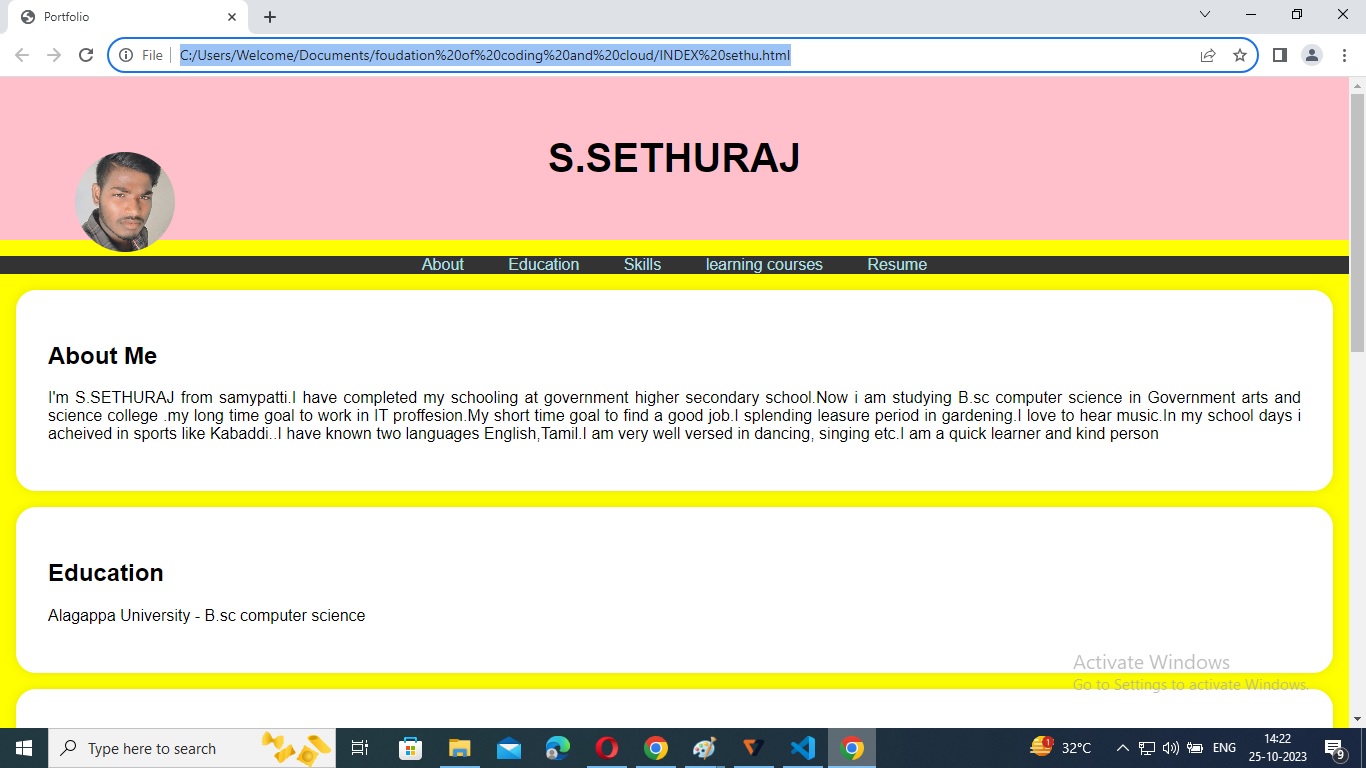 Portfolio
File
C:/Users/Welcome/Documents/foudation%20of%20coding%20and%20cloud/INDEX%20sethu.html
S.SETHURAJ
About Education Skills learning courses Resume
About Me
I'm S.SETHURAJ from samypatti.I have completed my schooling at government higher secondary school.Now i am studying B.sc computer science in Government arts and
science college .my long time goal to work in IT proffesion.My short time goal to find a good job.I splending leasure period in gardening.I love to hear music.In my school days i
acheived in sports like Kabaddi..I have known two languages English,Tamil.I am very well versed in dancing, singing etc.I am a quick learner and kind person
Education
Alagappa University - B.sc computer science
Activate Windows
Go to Settings to activate Windows.
Type here to search
1
32°C
ENG
14:22
25-10-2023
9